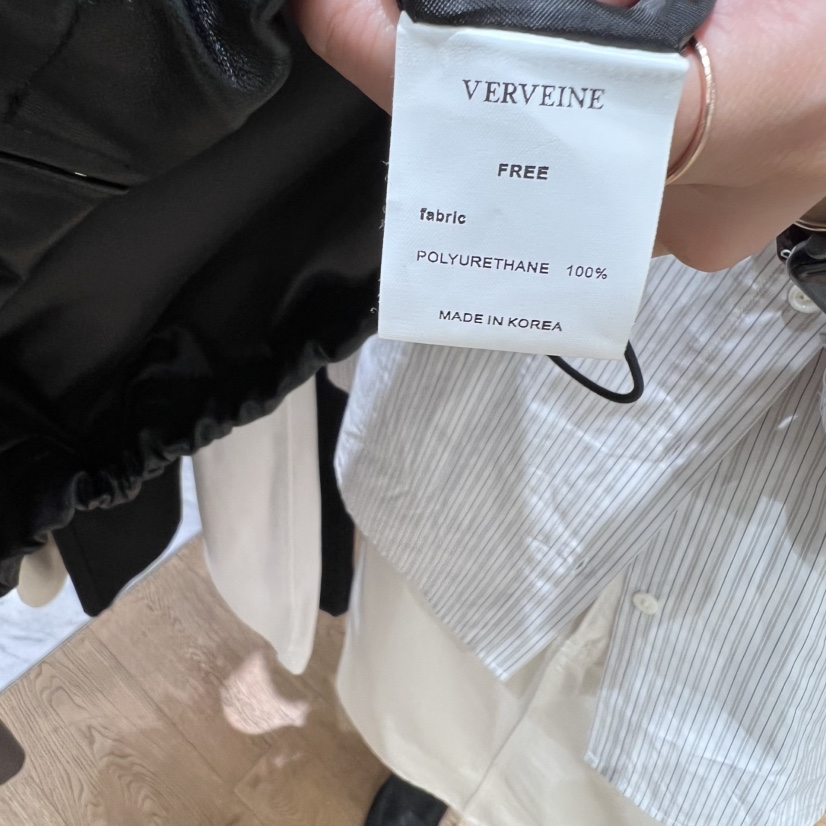 VERVEINE
FREE
fabric
POLYURETHANE 100%
MADE IN KOREA